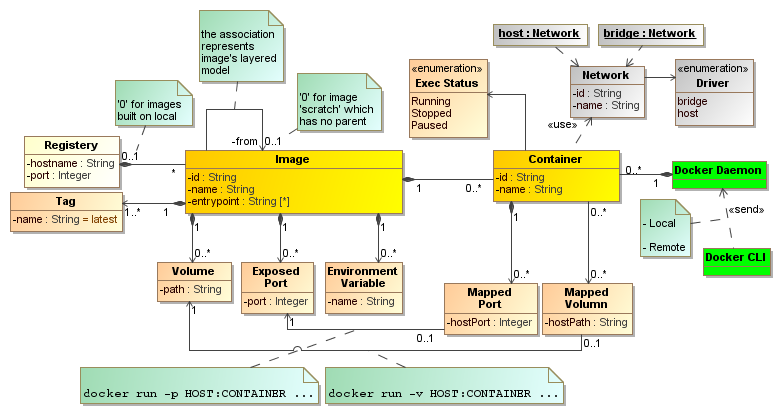 host : Network
bridge : Network
the association
represents
image's layered
model
«enumeration»
Exec Status
Running
Stopped
Paused
Network
-id : String
-name : String
«enumeration»
Driver
bridge
host
'0' for images
built on local
'0' for image
'scratch' which
has no parent
«use»
-from
0..1
Registery
-hostname : String
-port : Integer
0..1
*
Image
-id : String
-name : String
-entrypoint : String [*]
1
0..*
Container
-id : String
-name : String
0..*
1
Docker Daemon
Tag
-name : String = latest
1..*
1
1
1
1
1
1
«send»
- Local
- Remote
0..*
0..*
0..*
0..*
0..*
Docker CLI
Volume
-path : String
Exposed
Port
-port : Integer
Environment
Variable
-name : String
Mapped
Port
-hostPort : Integer
Mapped
Volumn
-hostPath : String
1
1
0..1
0..1
docker run -p HOST:CONTAINER ...
docker run -v HOST:CONTAINER ...